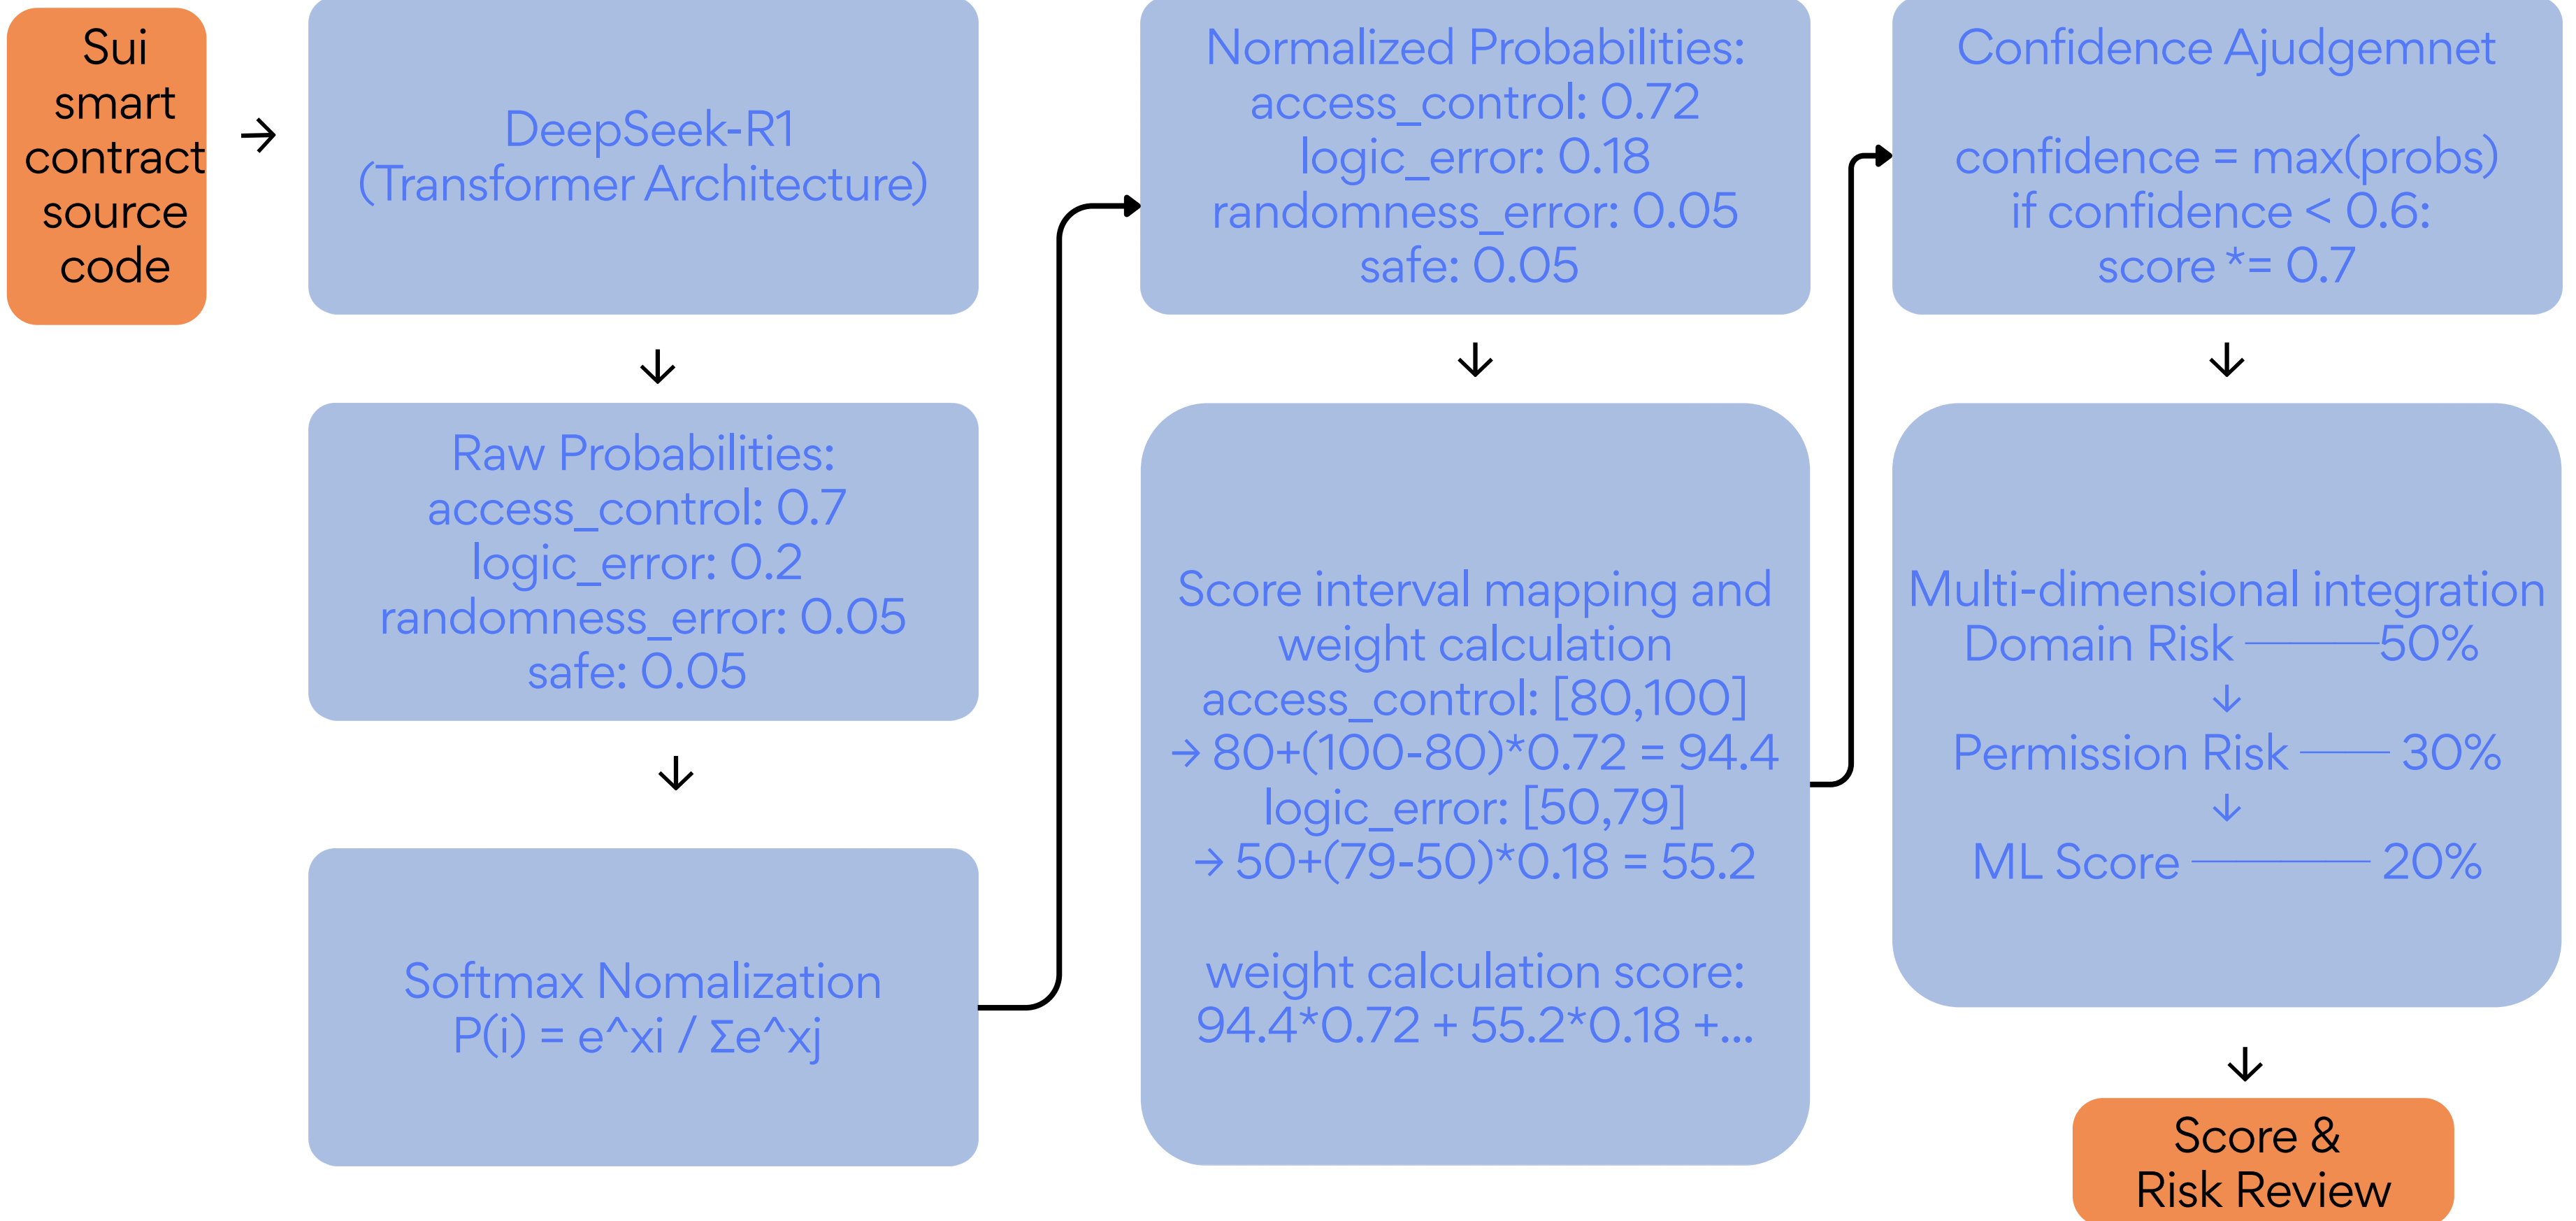 Sui
smart
contract
source
code
→
DeepSeek-R1
(Transformer Architecture)
↓
Raw Probabilities:
access_control: 0.7
logic_error: 0.2
randomness_error: 0.05
safe: 0.05
↓
Softmax Nomalization
P(i) = e^xi / Σe^xj
Normalized Probabilities:
access_control: 0.72
logic_error: 0.18
randomness_error: 0.05
safe: 0.05
↓
Score interval mapping and
weight calculation
access_control: [80,100]
→ 80+(100-80)*0.72 = 94.4
logic_error: [50,79]
→ 50+(79-50)*0.18 = 55.2
weight calculation score:
94.4*0.72 + 55.2*0.18 +...
Confidence Ajudgemnet
confidence = max(probs)
if confidence < 0.6:
score *= 0.7
↓
Multi-dimensional integration
Domain Risk ———50%
↓
Permission Risk —— 30%
↓
ML Score ———— 20%
↓
Score &
Risk Review